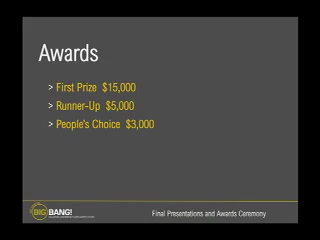 Awards
> First Prize $15,000
> Runner-Up $5,000
> People's Choice $3,000
BIG BANG!
Final Presentations and Awards Ceremony